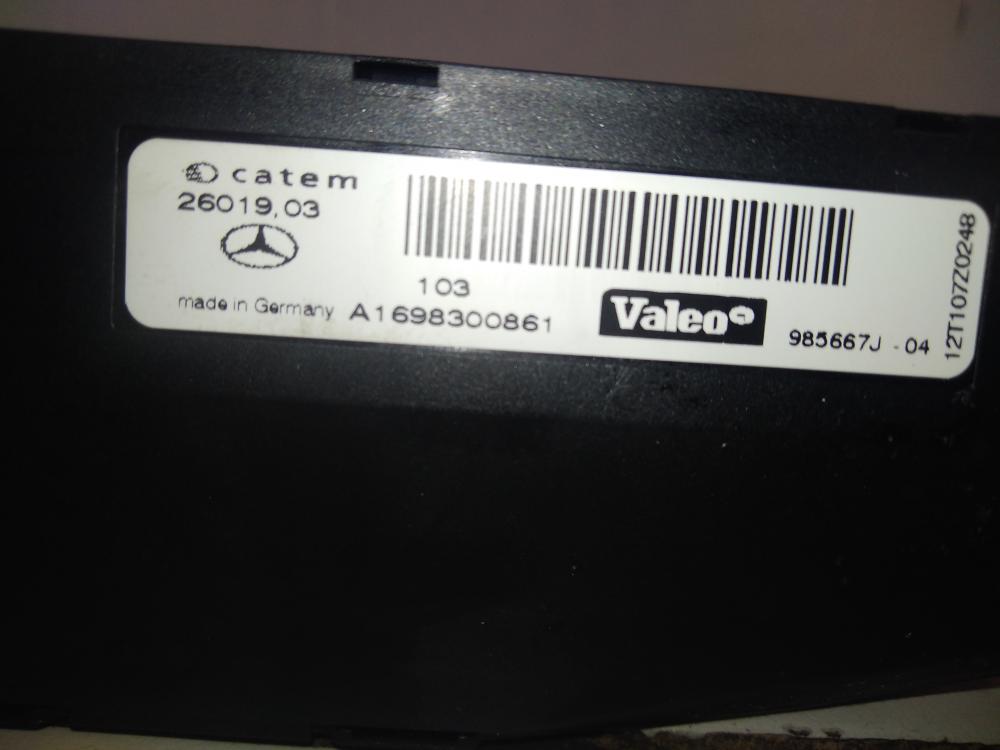 catem
26019,03
103
made in Germany A1698300861
Valeo
985667J - 04
12T107Z0248